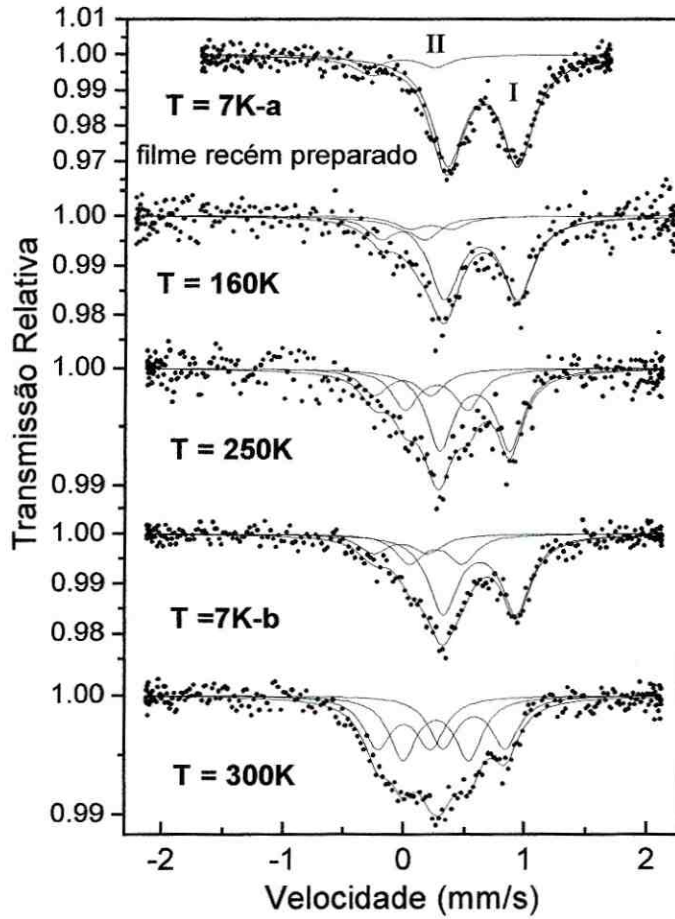 1.01
1.00
0.99
0.98
0.97
II
I
T = 7K-a
filme recém preparado
1.00
0.99
0.98
T = 160K
1.00
0.99
T = 250K
1.00
0.99
0.98
T =7K-b
1.00
0.99
T = 300K
Transmissão Relativa
-2 -1 0 1 2
Velocidade (mm/s)